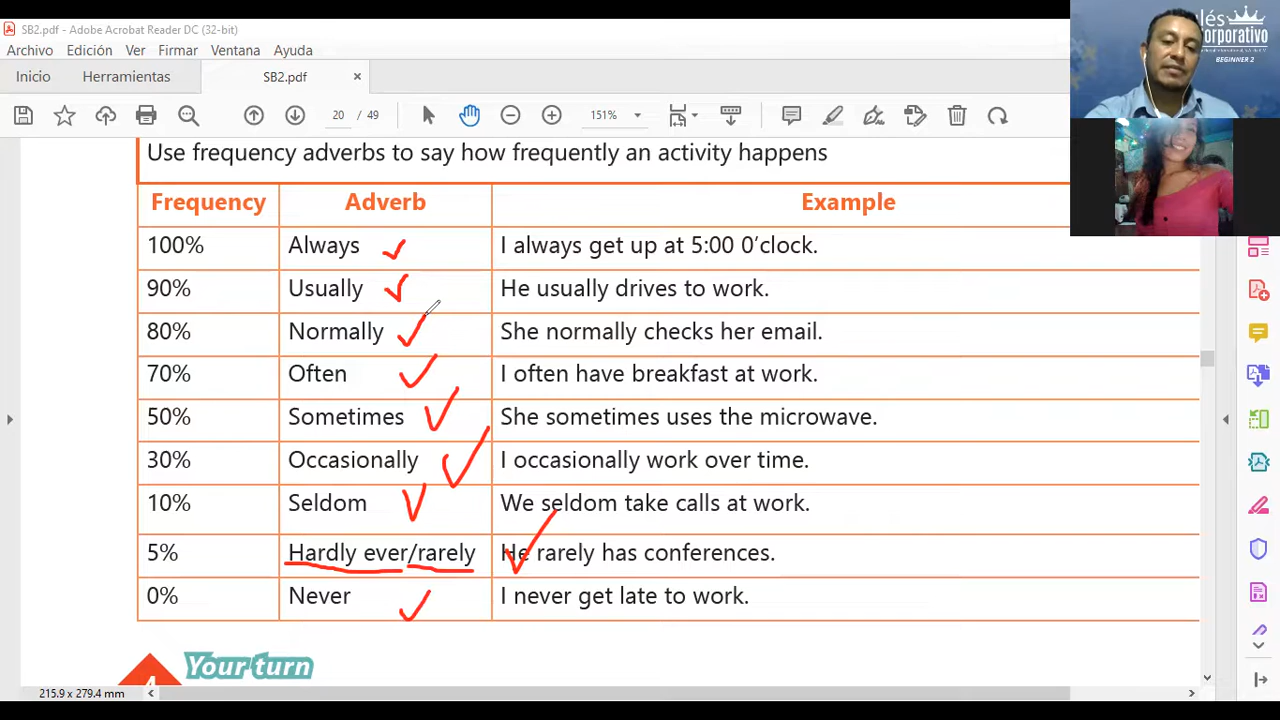 SB2.pdf - Adobe Acrobat Reader DC (32-bit)
Archivo Edición Ver Firmar Ventana Ayuda
Inicio Herramientas SB2.pdf ×
20 / 49 151%
Use frequency adverbs to say how frequently an activity happens
Frequency Adverb Example
100% Always I always get up at 5:00 0'clock.
90% Usually He usually drives to work.
80% Normally She normally checks her email.
70% Often I often have breakfast at work.
50% Sometimes She sometimes uses the microwave.
30% Occasionally I occasionally work over time.
10% Seldom We seldom take calls at work.
5% Hardly ever/rarely He rarely has conferences.
0% Never I never get late to work.
4 Your turn
215.9 x 279.4 mm
lés
orporativo
BEGINNER 2